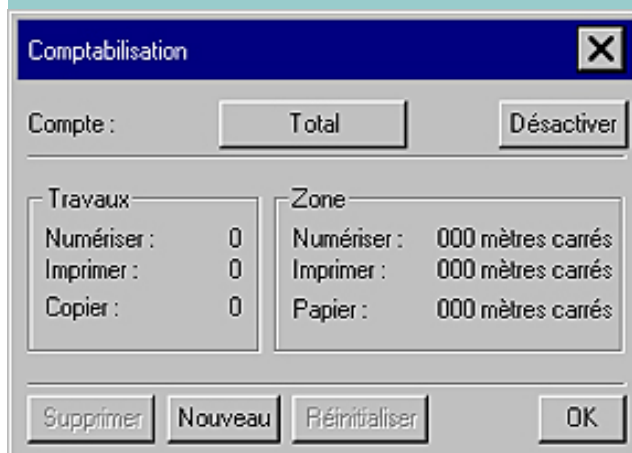 Comptabilisation
Compte : Total Désactiver
Travaux
Numériser : 0
Imprimer : 0
Copier : 0
Zone
Numériser : 000 mètres carrés
Imprimer : 000 mètres carrés
Papier : 000 mètres carrés
Supprimer Nouveau Réinitialiser OK